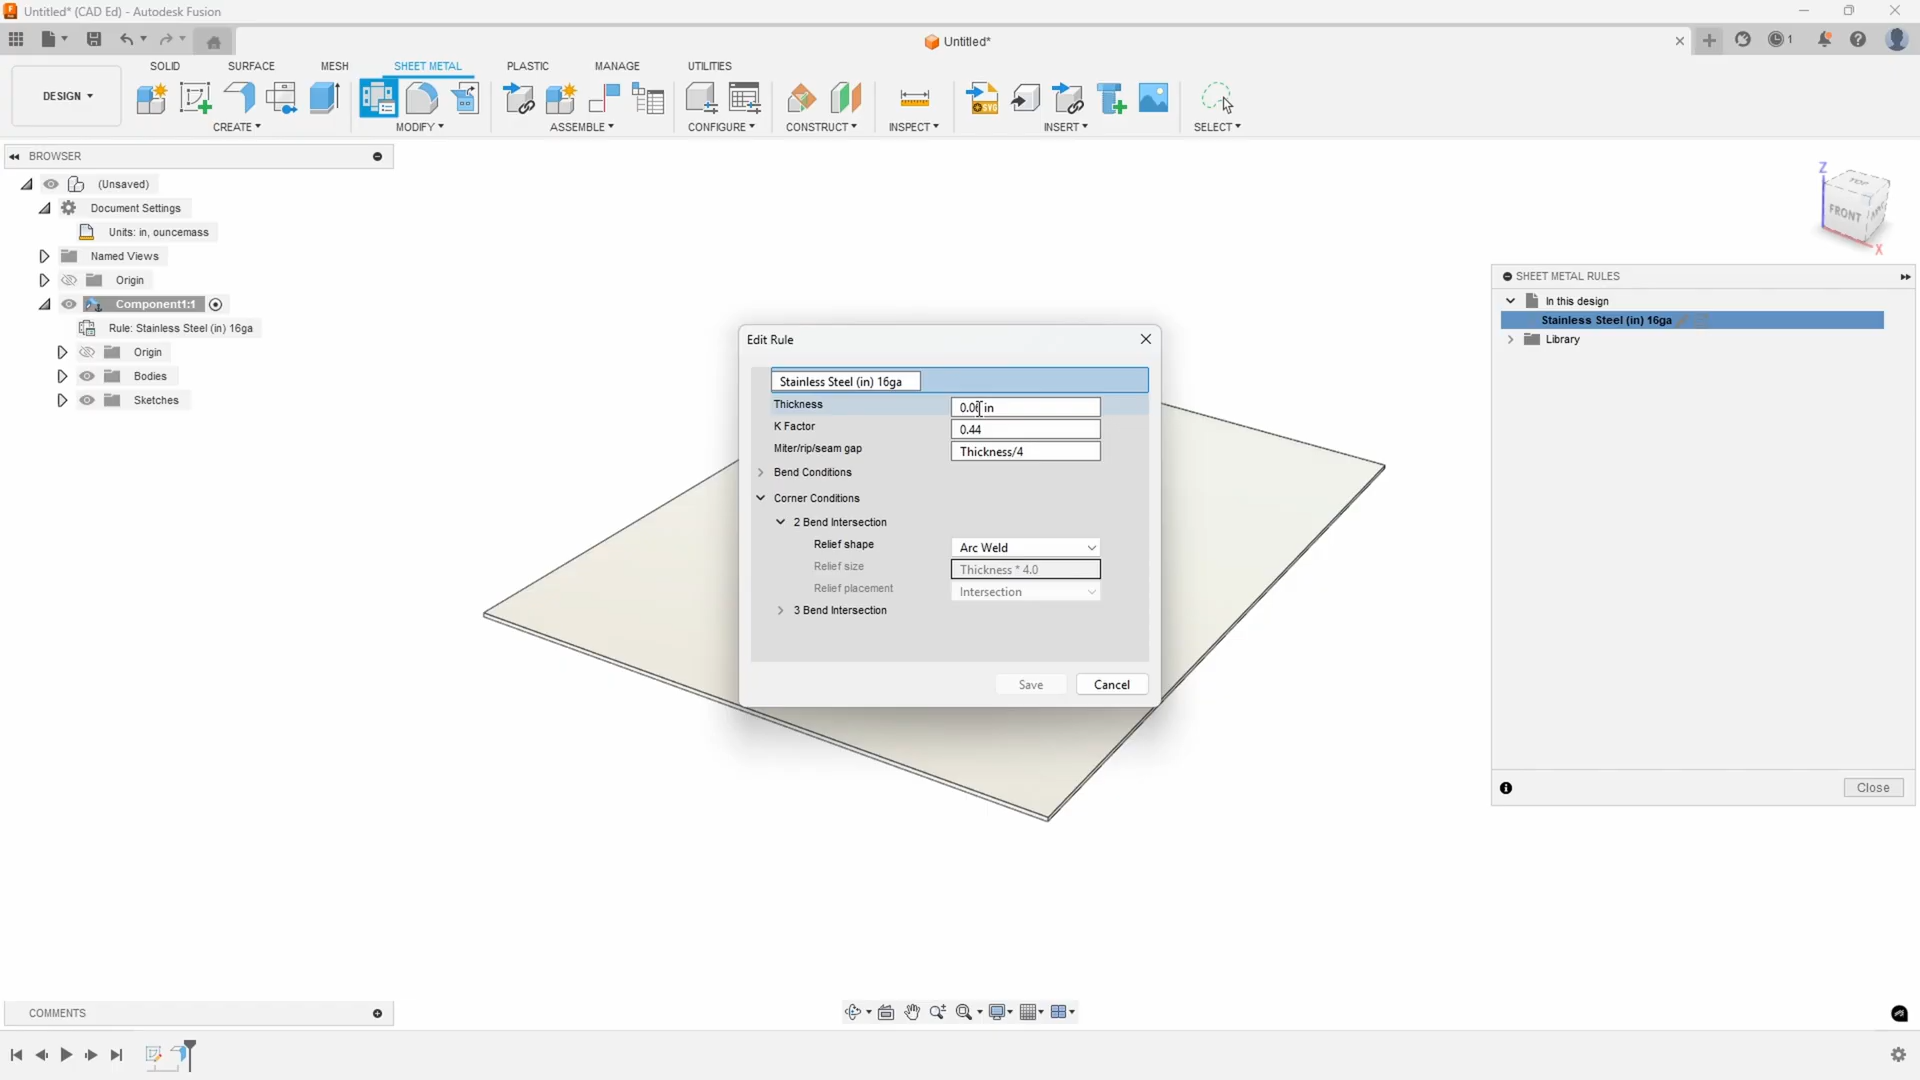 Untitled* (CAD Ed) - Autodesk Fusion
Untitled*
1
DESIGN
SOLID
SURFACE
MESH
SHEET METAL
PLASTIC
MANAGE
UTILITIES
CREATE
MODIFY
ASSEMBLE
CONFIGURE
CONSTRUCT
INSPECT
INSERT
SELECT
SVG
BROWSER
(Unsaved)
Document Settings
Units: in, ouncemass
Named Views
Origin
Component1:1
Rule: Stainless Steel (in) 16ga
Origin
Bodies
Sketches
Z
TOP
FRONT
X
SHEET METAL RULES
In this design
Stainless Steel (in) 16ga
Library
Close
Edit Rule
Stainless Steel (in) 16ga
Thickness
0.06 in
K Factor
0.44
Miter/rip/seam gap
Thickness/4
Bend Conditions
Corner Conditions
2 Bend Intersection
Relief shape
Arc Weld
Relief size
Thickness * 4.0
Relief placement
Intersection
3 Bend Intersection
Save
Cancel
COMMENTS